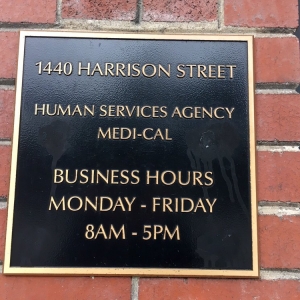 1440 HARRISON STREET
HUMAN SERVICES AGENCY
MEDI-CAL
BUSINESS HOURS
MONDAY - FRIDAY
8AM - 5PM